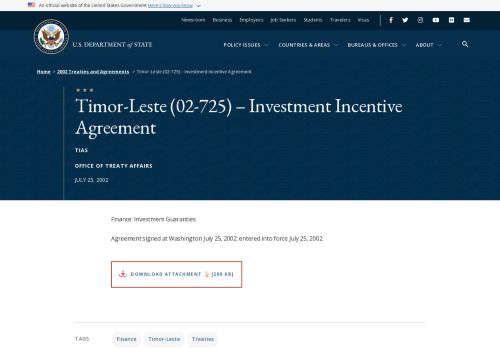 An official website of the United States Government Here's how you know
Newsroom Business Employers Job Seekers Students Travelers Visas
U.S. DEPARTMENT of STATE
POLICY ISSUES COUNTRIES & AREAS BUREAUS & OFFICES ABOUT
Home > 2002 Treaties and Agreements > Timor-Leste (02-725) – Investment Incentive Agreement
Timor-Leste (02-725) – Investment Incentive
Agreement
TIAS
OFFICE OF TREATY AFFAIRS
JULY 25, 2002
Finance: Investment Guaranties
Agreement signed at Washington July 25, 2002; entered into force July 25, 2002.
DOWNLOAD ATTACHMENT [289 KB]
TAGS Finance Timor-Leste Treaties